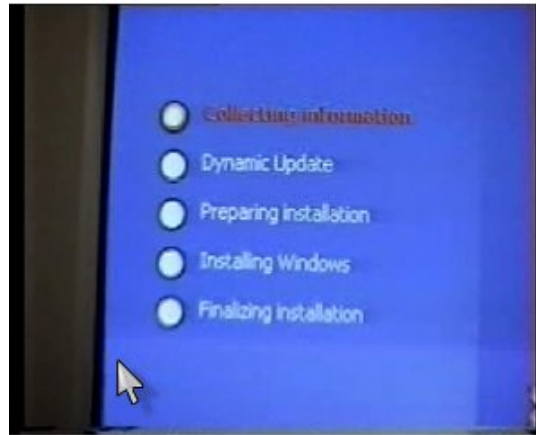 Collecting information
Dynamic Update
Preparing installation
Installing Windows
Finalizing installation